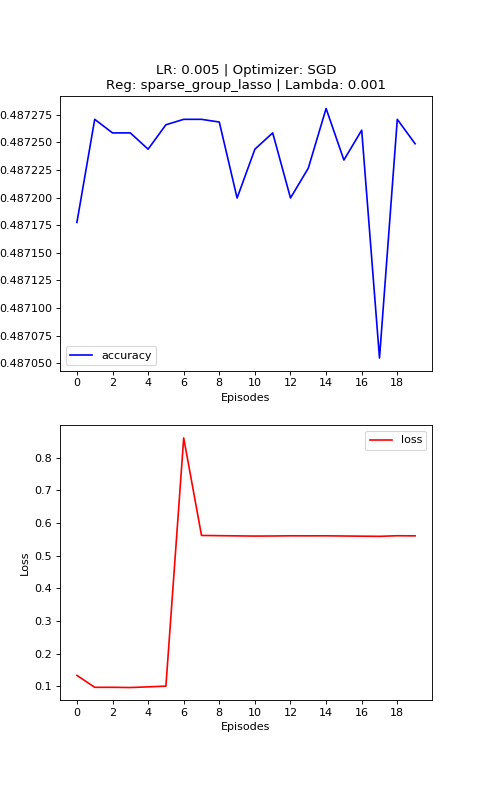 LR: 0.005 | Optimizer: SGD
Reg: sparse_group_lasso | Lambda: 0.001
0.487275
0.487250
0.487225
0.487200
0.487175
0.487150
0.487125
0.487100
0.487075
0.487050
accuracy
0 2 4 6 8 10 12 14 16 18
Episodes
loss
Loss
0.8
0.7
0.6
0.5
0.4
0.3
0.2
0.1
0 2 4 6 8 10 12 14 16 18
Episodes